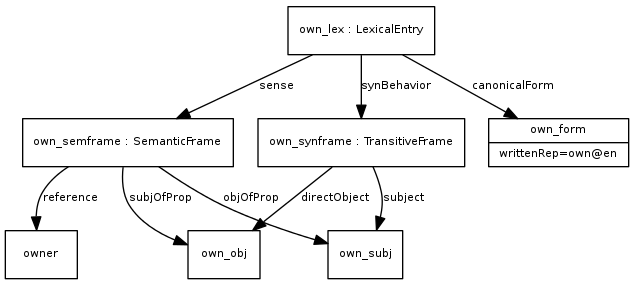 own_lex : LexicalEntry
sense
synBehavior
canonicalForm
own_semframe : SemanticFrame
own_synframe : TransitiveFrame
own_form
writtenRep=own@en
reference
subjOfProp
objOfProp
directObject
subject
owner
own_obj
own_subj